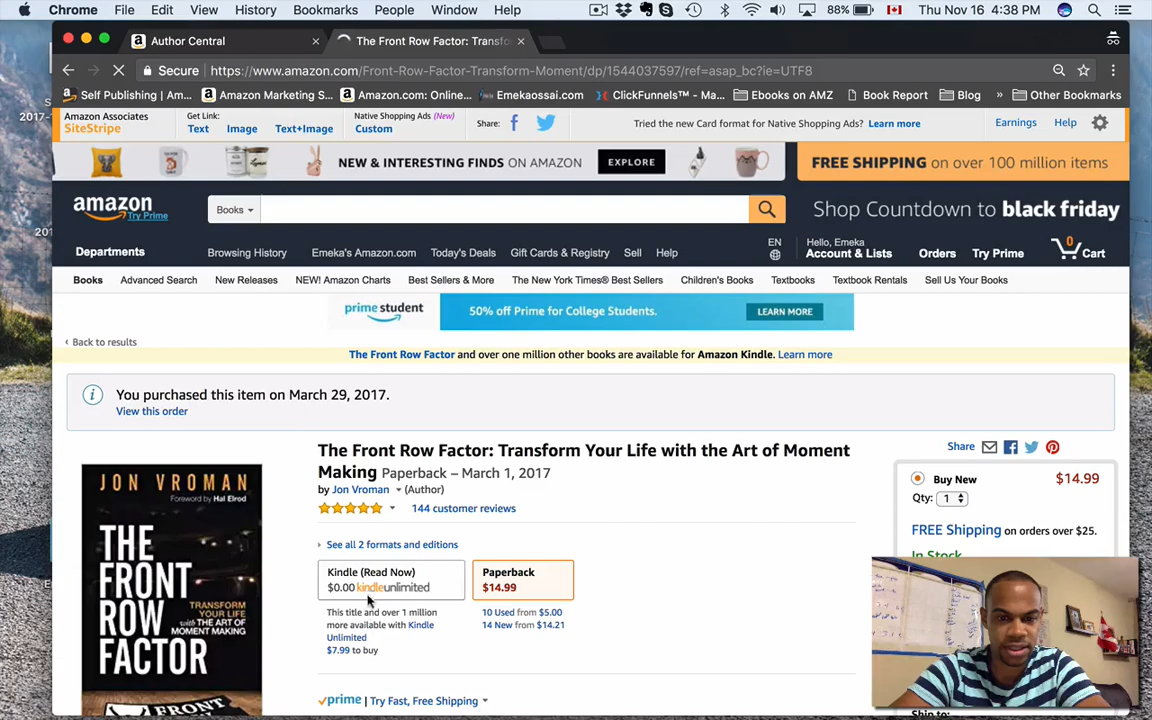 Chrome File Edit View History Bookmarks People Window Help 88% Thu Nov 16 4:38 PM
Author Central × The Front Row Factor: Transfo ×
Secure https://www.amazon.com/Front-Row-Factor-Transform-Moment/dp/1544037597/ref=asap_bc?ie=UTF8
Self Publishing | Am... Amazon Marketing S... Amazon.com: Online... Emekaossai.com ClickFunnels™ - Ma... Ebooks on AMZ Book Report Blog » Other Bookmarks
Amazon Associates
SiteStripe
Get Link:
Text Image Text+Image
Native Shopping Ads (New)
Custom
Share:
Tried the new Card format for Native Shopping Ads? Learn more
Earnings Help
NEW & INTERESTING FINDS ON AMAZON EXPLORE
FREE SHIPPING on over 100 million items
amazon
Try Prime
Books
Shop Countdown to black friday
Departments Browsing History Emeka's Amazon.com Today's Deals Gift Cards & Registry Sell Help
EN
Hello, Emeka
Account & Lists Orders Try Prime 0 Cart
Books Advanced Search New Releases NEW! Amazon Charts Best Sellers & More The New York Times® Best Sellers Children's Books Textbooks Textbook Rentals Sell Us Your Books
prime student 50% off Prime for College Students. LEARN MORE
‹ Back to results
The Front Row Factor and over one million other books are available for Amazon Kindle. Learn more
You purchased this item on March 29, 2017.
View this order
JON VROMAN
Foreword by Hal Elrod
THE
FRONT
ROW
FACTOR
TRANSFORM
YOUR LIFE
with THE ART OF
MOMENT MAKING
FRONT
The Front Row Factor: Transform Your Life with the Art of Moment
Making Paperback – March 1, 2017
by Jon Vroman (Author)
144 customer reviews
See all 2 formats and editions
Kindle (Read Now)
$0.00 kindleunlimited
This title and over 1 million
more available with Kindle
Unlimited
$7.99 to buy
Paperback
$14.99
10 Used from $5.00
14 New from $14.21
prime | Try Fast, Free Shipping
Share
Buy New $14.99
Qty: 1
FREE Shipping on orders over $25.
In Stock
Ship to: